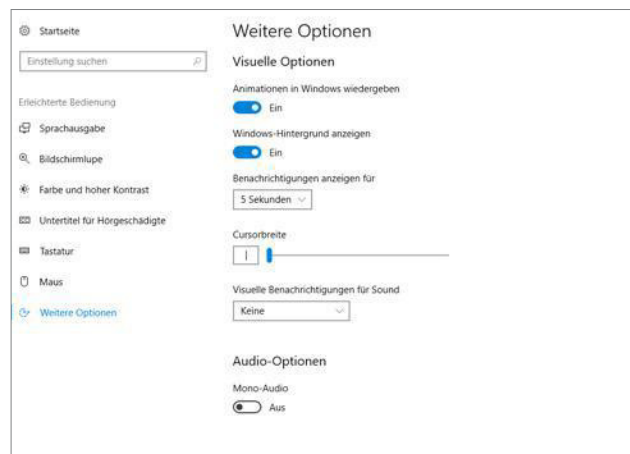 Startseite
Einstellung suchen
Erleichterte Bedienung
Sprachausgabe
Bildschirmlupe
Farbe und hoher Kontrast
Untertitel für Hörgeschädigte
Tastatur
Maus
Weitere Optionen
Weitere Optionen
Visuelle Optionen
Animationen in Windows wiedergeben
Ein
Windows-Hintergrund anzeigen
Ein
Benachrichtigungen anzeigen für
5 Sekunden
Cursorbreite
Visuelle Benachrichtigungen für Sound
Keine
Audio-Optionen
Mono-Audio
Aus